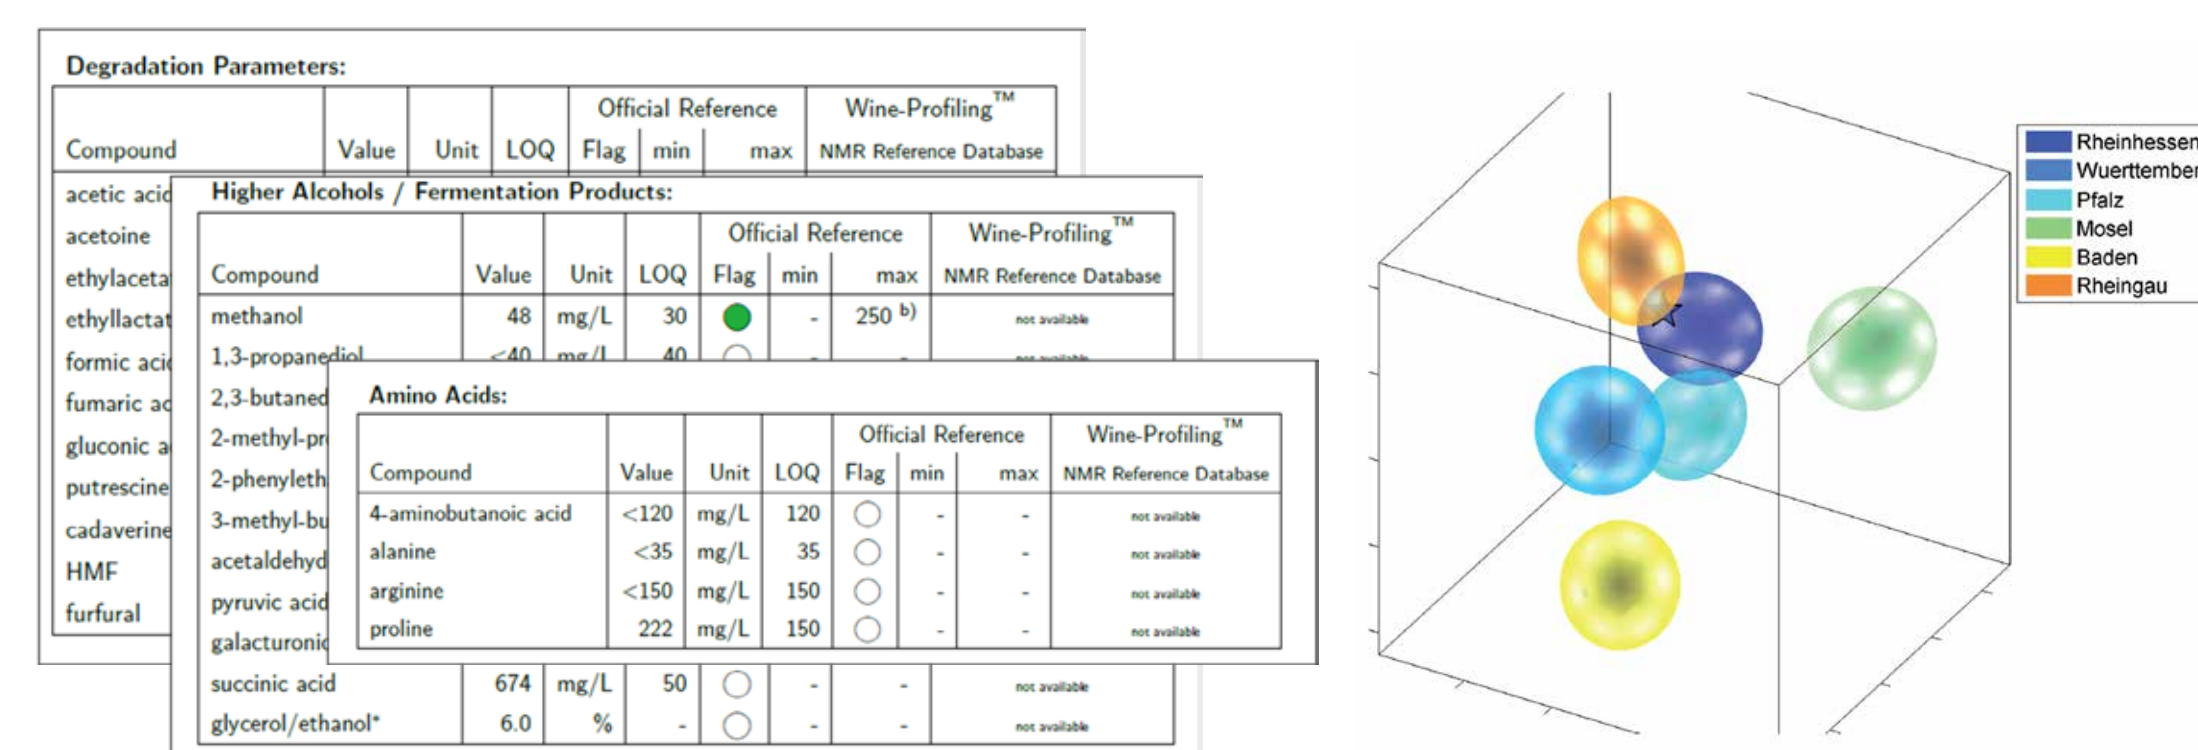 Degradation Parameters:
Official Reference Wine-Profiling™
Compound Value Unit LOQ Flag min max NMR Reference Database
acetic acid
acetoine
formic acid
putrescine
cadaverine
HMF
furfural
Higher Alcohols / Fermentation Products:
Official Reference Wine-Profiling™
Compound Value Unit LOQ Flag min max NMR Reference Database
methanol 48 mg/L 30 - 250 b) not available
1,3-propanediol <40 mg/L 40 - - not available
2,3-butaned
2-methyl-pr
2-phenyleth
3-methyl-bu
acetaldehyd
pyruvic acid
galacturonic
succinic acid 674 mg/L 50 - - not available
glycerol/ethanol* 6.0 % - - - not available
Amino Acids:
Official Reference Wine-Profiling™
Compound Value Unit LOQ Flag min max NMR Reference Database
4-aminobutanoic acid <120 mg/L 120 - - not available
alanine <35 mg/L 35 - - not available
arginine <150 mg/L 150 - - not available
proline 222 mg/L 150 - - not available
Rheinhessen
Wuerttember
Pfalz
Mosel
Baden
Rheingau